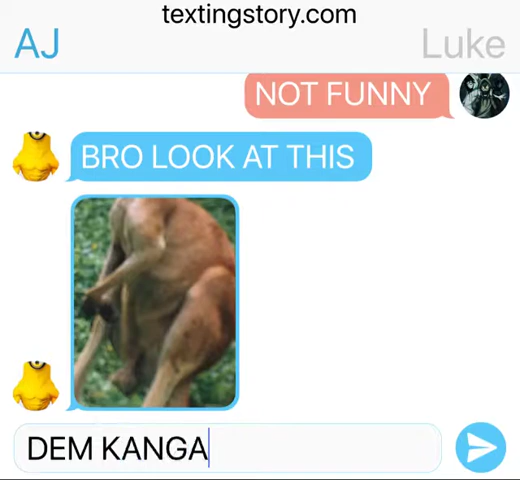 textingstory.com
AJ
Luke
NOT FUNNY
BRO LOOK AT THIS
DEM KANGA